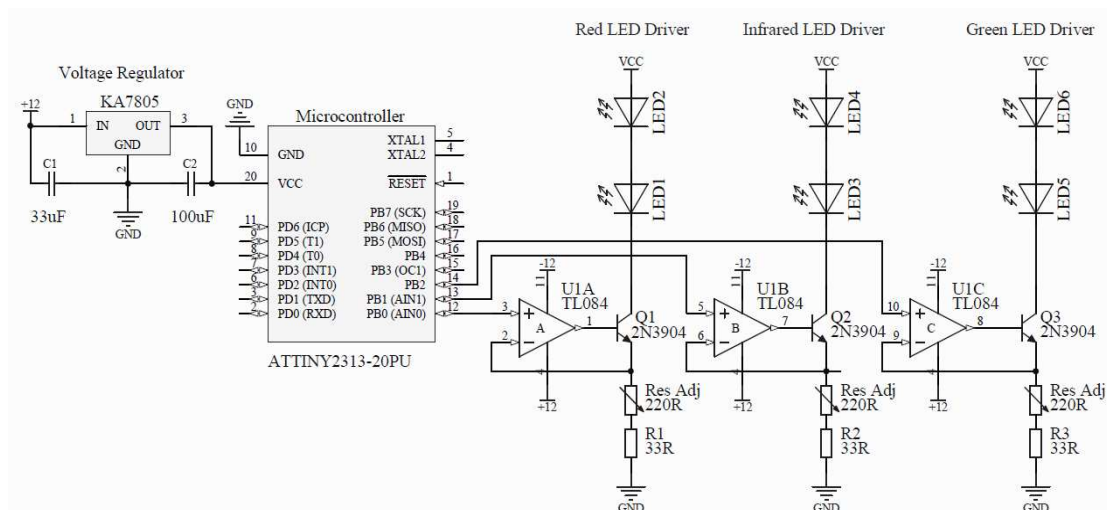 Red LED Driver
Infrared LED Driver
Green LED Driver
VCC
VCC
VCC
LED2
LED4
LED6
LED1
LED3
LED5
Voltage Regulator
KA7805
+12
1
IN
OUT
3
GND
2
C1
33uF
C2
100uF
GND
GND
Microcontroller
10
GND
20
VCC
11
PD6 (ICP)
9
PD5 (T1)
8
PD4 (T0)
7
PD3 (INT1)
6
PD2 (INT0)
3
PD1 (TXD)
2
PD0 (RXD)
XTAL1
5
XTAL2
4
RESET
1
PB7 (SCK)
19
PB6 (MISO)
18
PB5 (MOSI)
17
PB4
16
PB3 (OC1)
15
PB2
14
PB1 (AIN1)
13
PB0 (AIN0)
12
ATTINY2313-20PU
-12
11
U1A
TL084
3
+
A
2
−
1
4
+12
Q1
2N3904
Res Adj
220R
R1
33R
GND
-12
11
U1B
TL084
5
+
B
6
−
7
4
+12
Q2
2N3904
Res Adj
220R
R2
33R
GND
-12
11
U1C
TL084
10
+
C
9
−
8
4
+12
Q3
2N3904
Res Adj
220R
R3
33R
GND